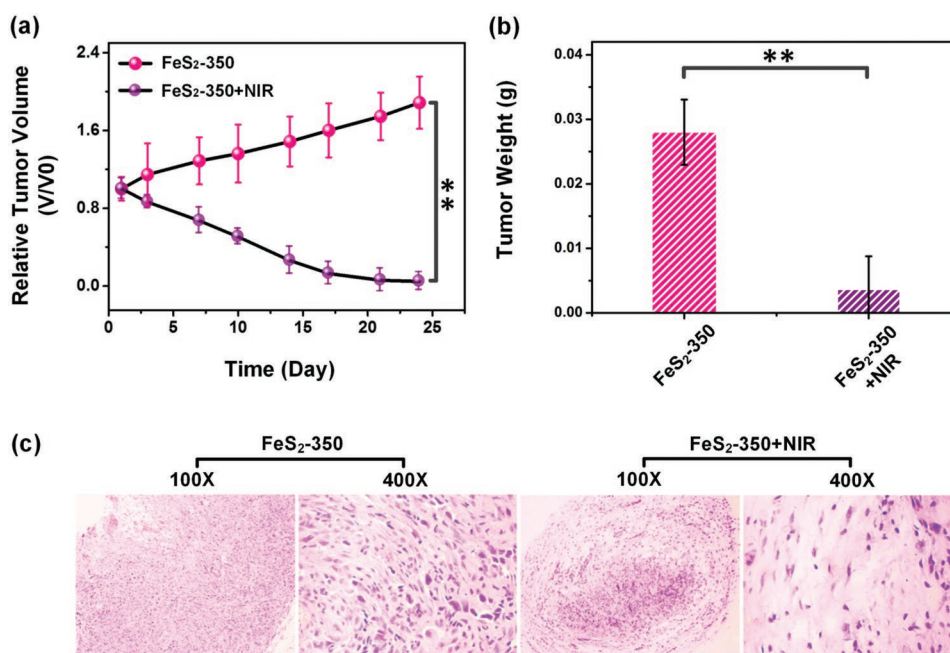 (a)
2.4
1.6
0.8
0.0
Relative Tumor Volume
(V/V0)
FeS₂-350
FeS₂-350+NIR
**
0 5 10 15 20 25
Time (Day)
(b)
0.04
0.03
0.02
0.01
0.00
Tumor Weight (g)
**
FeS₂-350
FeS₂-350
+NIR
(c)
FeS₂-350
100X 400X
FeS₂-350+NIR
100X 400X